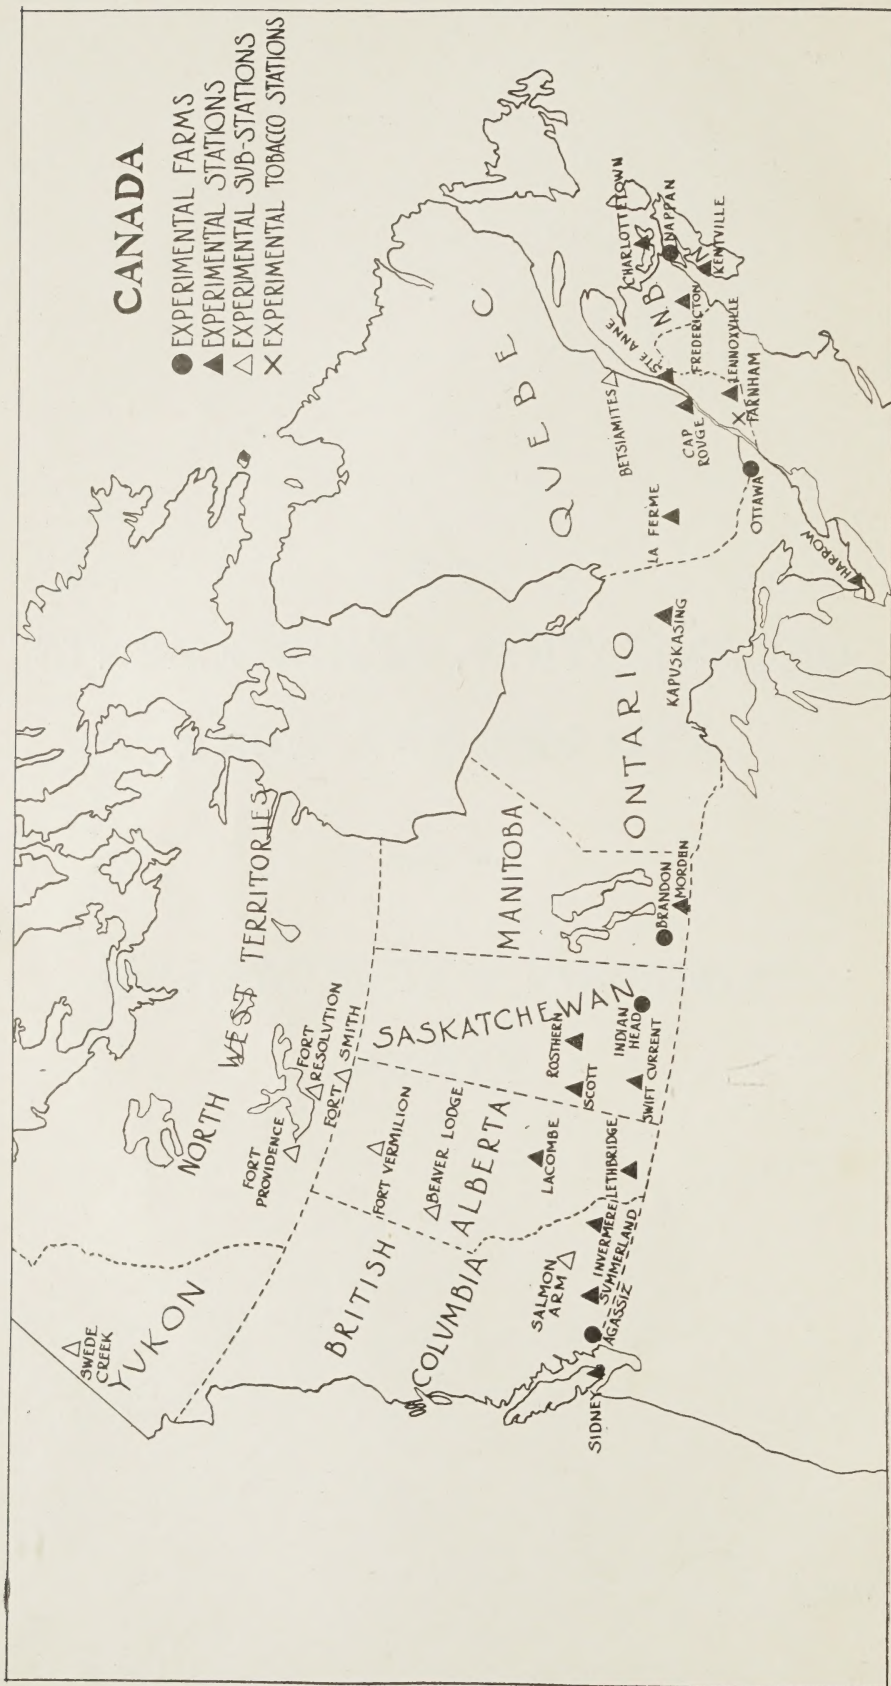 CANADA
● EXPERIMENTAL FARMS
▲ EXPERIMENTAL STATIONS
△ EXPERIMENTAL SUB-STATIONS
X EXPERIMENTAL TOBACCO STATIONS
SWEDE
CREEK
YUKON
NORTH WEST TERRITORIES
FORT
PROVIDENCE
FORT
RESOLUTION
FORT SMITH
BRITISH
COLUMBIA
SALMON
ARM
SIDNEY
AGASSIZ
SUMMERLAND
INVERMERE
ALBERTA
FORT VERMILION
BEAVER LODGE
LACOMBE
LETHBRIDGE
SASKATCHEWAN
ROSTHERN
SCOTT
INDIAN
HEAD
SWIFT CURRENT
MANITOBA
BRANDON
MORDEN
ONTARIO
KAPUSKASING
HARROW
OTTAWA
QUEBEC
LA FERME
BETSIAMITES
CAP
ROUGE
STE ANNE
LENNOXVILLE
FARNHAM
N.B.
FREDERICTON
CHARLOTTETOWN
NAPPAN
KENTVILLE